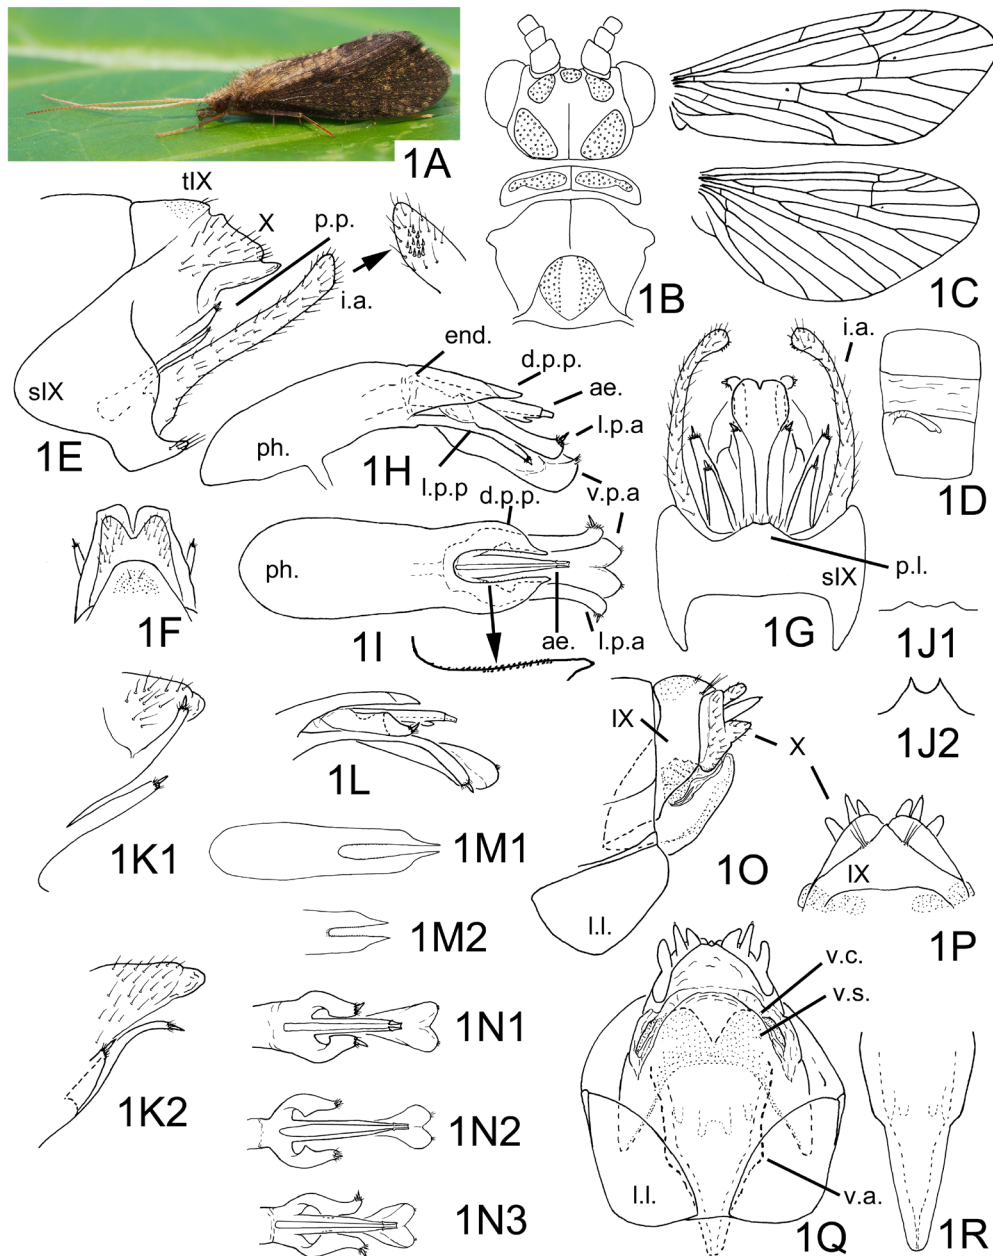 1A
1B
1C
tIX
X
p.p.
i.a.
sIX
1E
end.
d.p.p.
ae.
l.p.a
v.p.a
ph.
1H
l.p.p
i.a.
1D
1F
d.p.p.
ph.
1I
ae.
l.p.a
sIX
p.l.
1G
1J1
1J2
1K1
1L
IX
X
1O
l.l.
IX
1P
1M1
1M2
v.c.
v.s.
1K2
1N1
1N2
1N3
l.l.
v.a.
1Q
1R